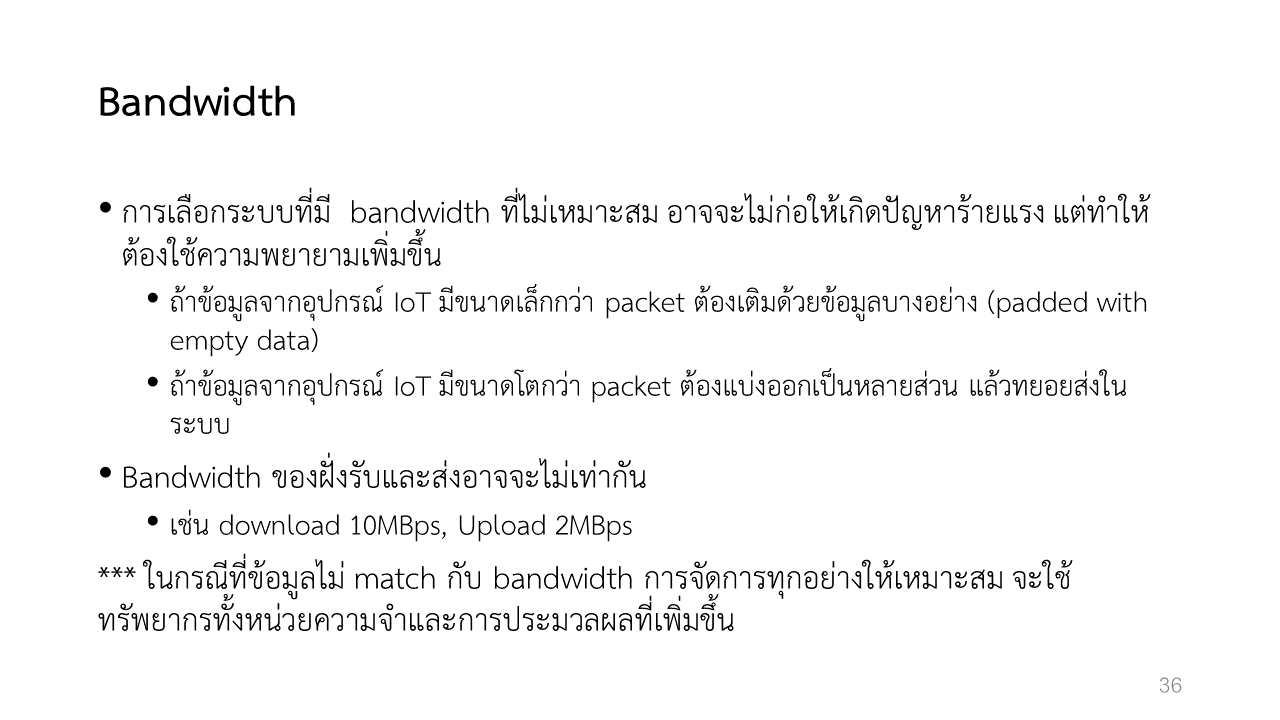 Bandwidth
• การเลือกระบบที่มี bandwidth ที่ไม่เหมาะสม อาจจะไม่ก่อให้เกิดปัญหาร้ายแรง แต่ทำให้
ต้องใช้ความพยายามเพิ่มขึ้น
• ถ้าข้อมูลจากอุปกรณ์ IoT มีขนาดเล็กกว่า packet ต้องเติมด้วยข้อมูลบางอย่าง (padded with
empty data)
• ถ้าข้อมูลจากอุปกรณ์ IoT มีขนาดโตกว่า packet ต้องแบ่งออกเป็นหลายส่วน แล้วทยอยส่งใน
ระบบ
• Bandwidth ของฝั่งรับและส่งอาจจะไม่เท่ากัน
• เช่น download 10MBps, Upload 2MBps
*** ในกรณีที่ข้อมูลไม่ match กับ bandwidth การจัดการทุกอย่างให้เหมาะสม จะใช้
ทรัพยากรทั้งหน่วยความจำและการประมวลผลที่เพิ่มขึ้น
36